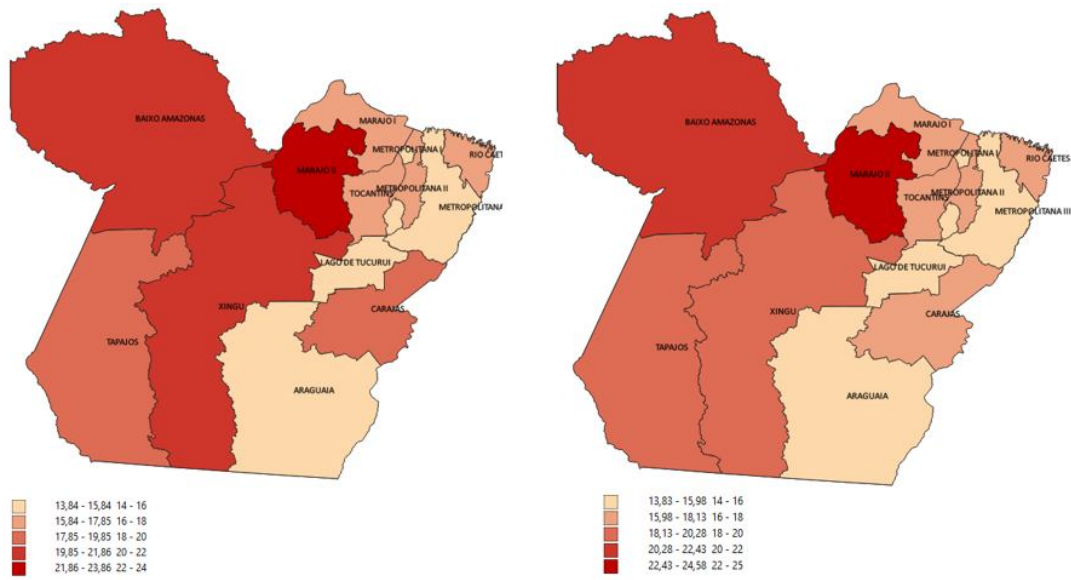 BAIXO AMAZONAS
MARAJO I
METROPOLITANA I
RIO CAETES
MARAJO II
METROPOLITANA II
TOCANTINS
METROPOLITANA
LAGO DE TUCURUI
XINGU
CARAJAS
TAPAJOS
ARAGUAIA
13,84 - 15,84 14 - 16
15,84 - 17,85 16 - 18
17,85 - 19,85 18 - 20
19,85 - 21,86 20 - 22
21,86 - 23,86 22 - 24
BAIXO AMAZONAS
MARAJO I
METROPOLITANA I
RIO CAETES
MARAJO II
METROPOLITANA II
TOCANTINS
METROPOLITANA III
LAGO DE TUCURUI
XINGU
CARAJAS
TAPAJOS
ARAGUAIA
13,83 - 15,98 14 - 16
15,98 - 18,13 16 - 18
18,13 - 20,28 18 - 20
20,28 - 22,43 20 - 22
22,43 - 24,58 22 - 25